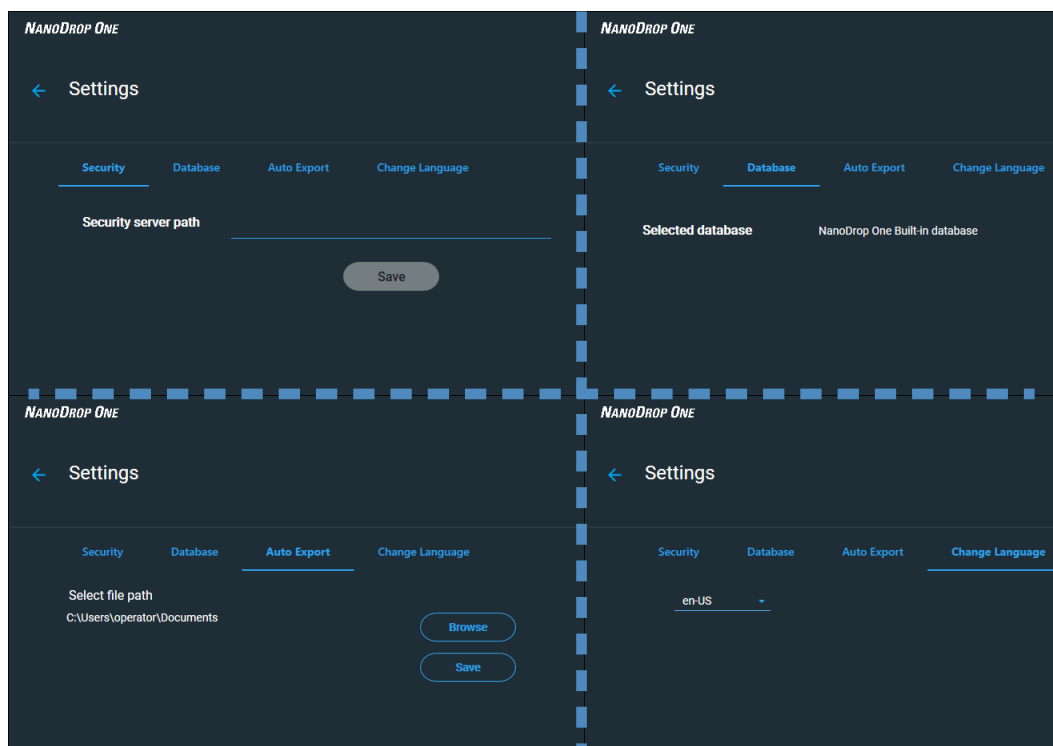 NANODROP ONE
Settings
Security Database Auto Export Change Language
Security server path
Save
NANODROP ONE
Settings
Security Database Auto Export Change Language
Selected database NanoDrop One Built-in database
NANODROP ONE
Settings
Security Database Auto Export Change Language
Select file path
C:\Users\operator\Documents
Browse
Save
NANODROP ONE
Settings
Security Database Auto Export Change Language
en-US